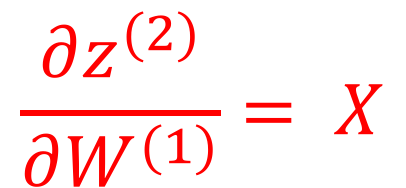 ∂z⁽²⁾/∂W⁽¹⁾ = X